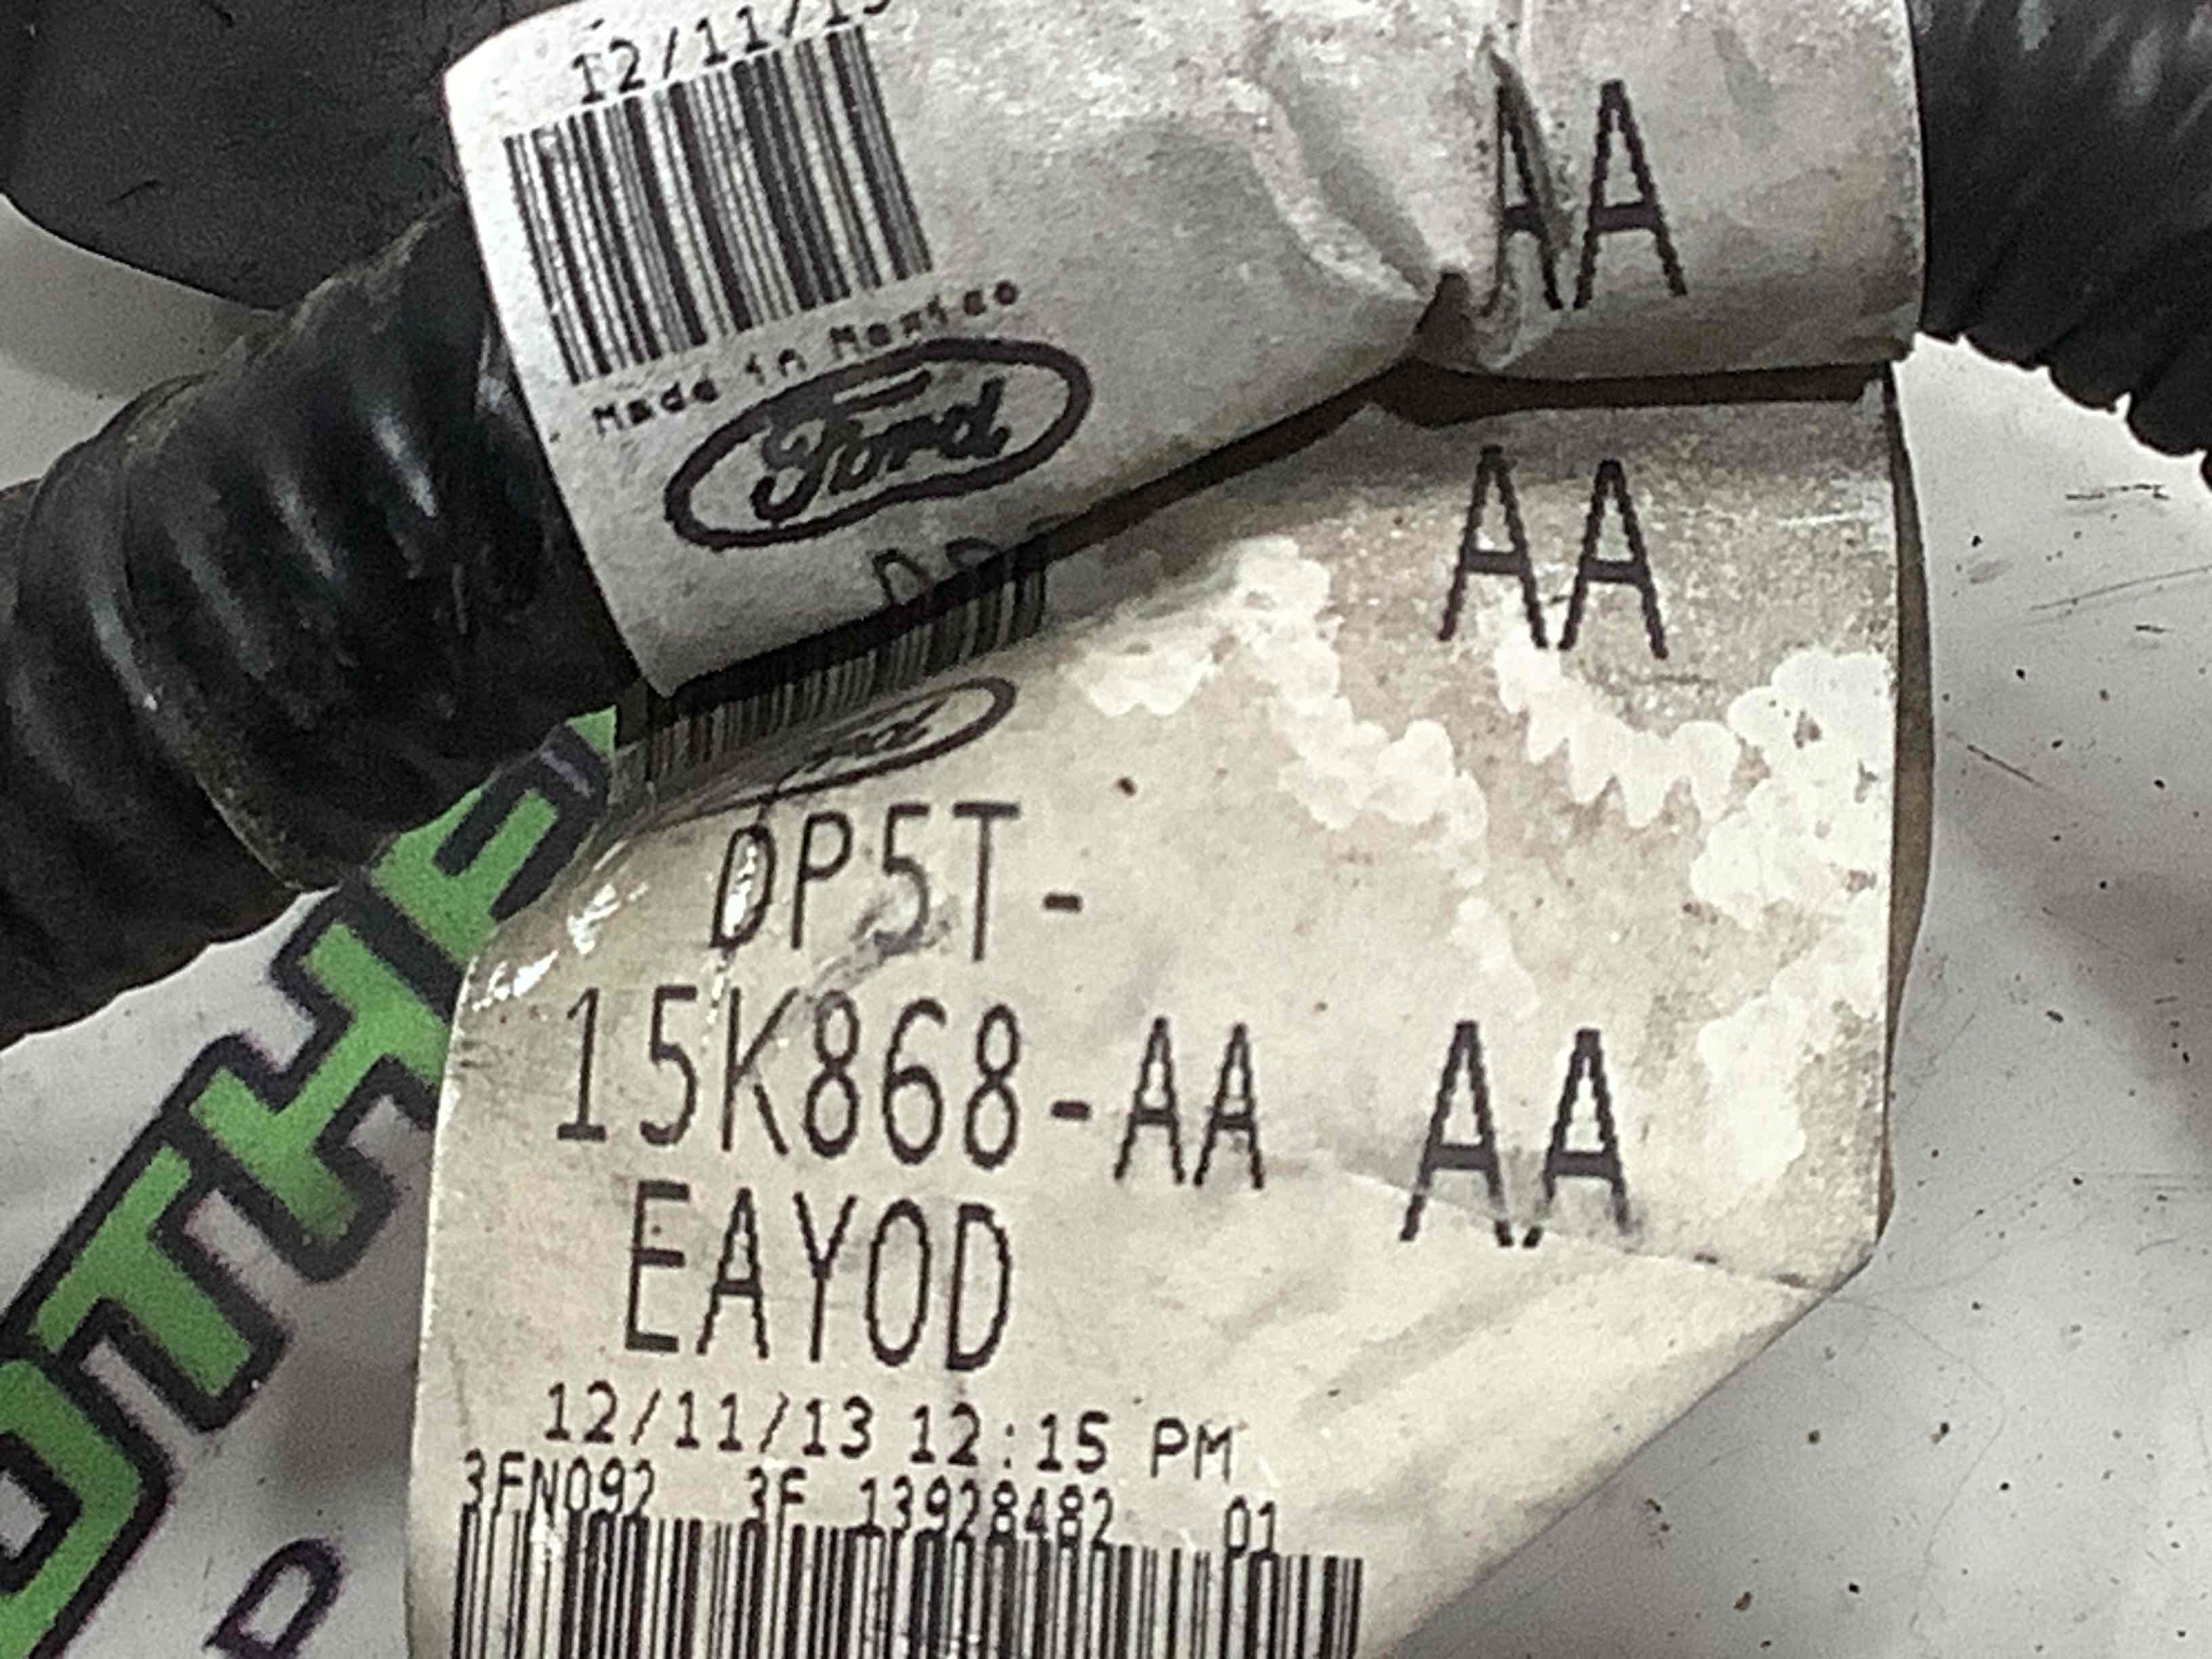 12/11/13
Made in Mexico
Ford
AA
AA
DP5T-
15K868-AA AA
EAYOD
12/11/13 12:15 PM
3FN092 3F 13928482 01